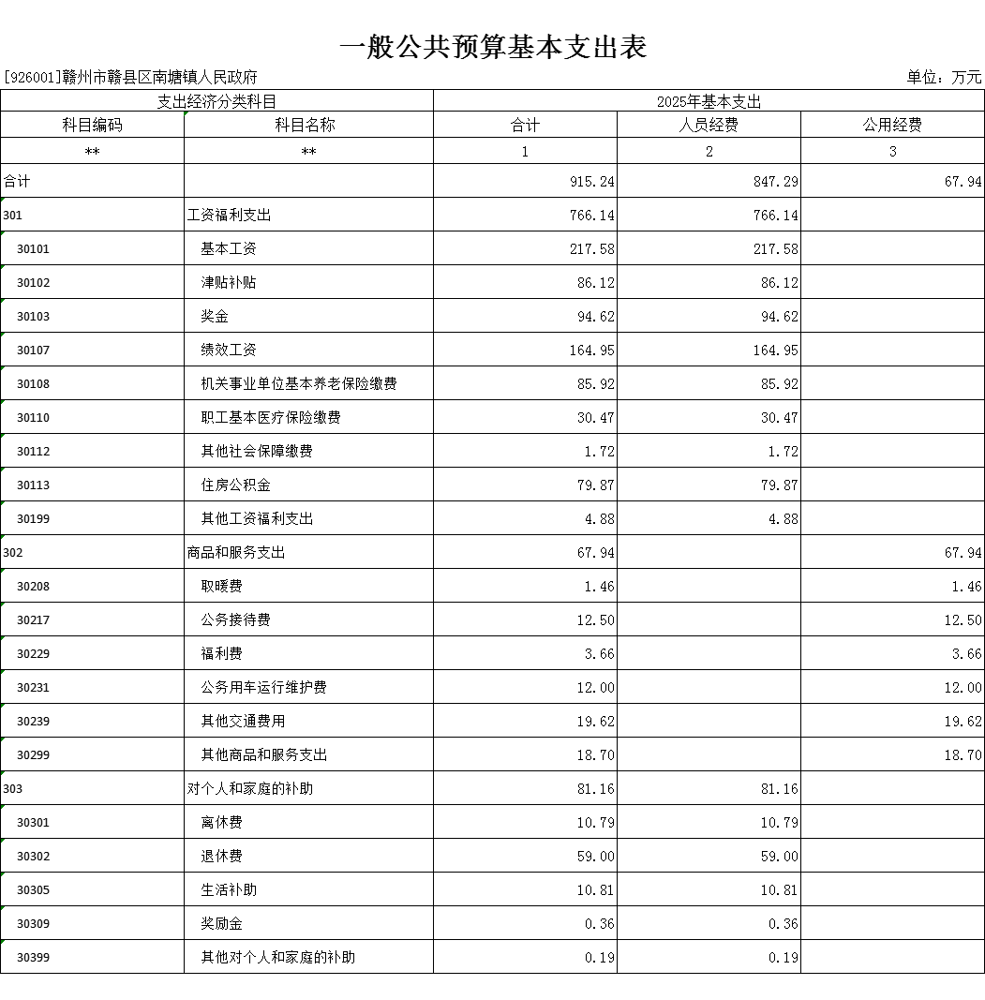 一般公共预算基本支出表
[926001]赣州市赣县区南塘镇人民政府 单位：万元
支出经济分类科目 2025年基本支出
科目编码 科目名称 合计 人员经费 公用经费
** ** 1 2 3
合计 915.24 847.29 67.94
301 工资福利支出 766.14 766.14
30101 基本工资 217.58 217.58
30102 津贴补贴 86.12 86.12
30103 奖金 94.62 94.62
30107 绩效工资 164.95 164.95
30108 机关事业单位基本养老保险缴费 85.92 85.92
30110 职工基本医疗保险缴费 30.47 30.47
30112 其他社会保障缴费 1.72 1.72
30113 住房公积金 79.87 79.87
30199 其他工资福利支出 4.88 4.88
302 商品和服务支出 67.94 67.94
30208 取暖费 1.46 1.46
30217 公务接待费 12.50 12.50
30229 福利费 3.66 3.66
30231 公务用车运行维护费 12.00 12.00
30239 其他交通费用 19.62 19.62
30299 其他商品和服务支出 18.70 18.70
303 对个人和家庭的补助 81.16 81.16
30301 离休费 10.79 10.79
30302 退休费 59.00 59.00
30305 生活补助 10.81 10.81
30309 奖励金 0.36 0.36
30399 其他对个人和家庭的补助 0.19 0.19